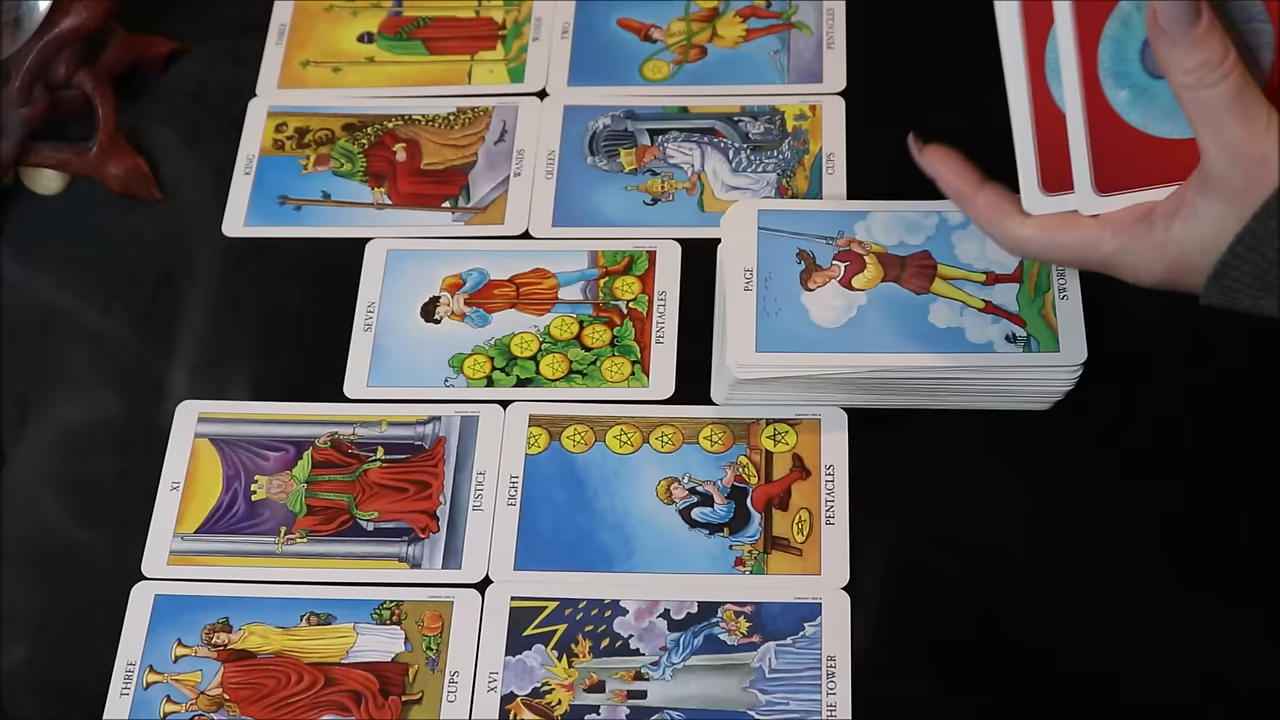 THREE
WANDS
TWO
PENTACLES
KING
WANDS
QUEEN
CUPS
SEVEN
PENTACLES
PAGE
SWORD
XI
JUSTICE
EIGHT
PENTACLES
THREE
CUPS
XVI
THE TOWER